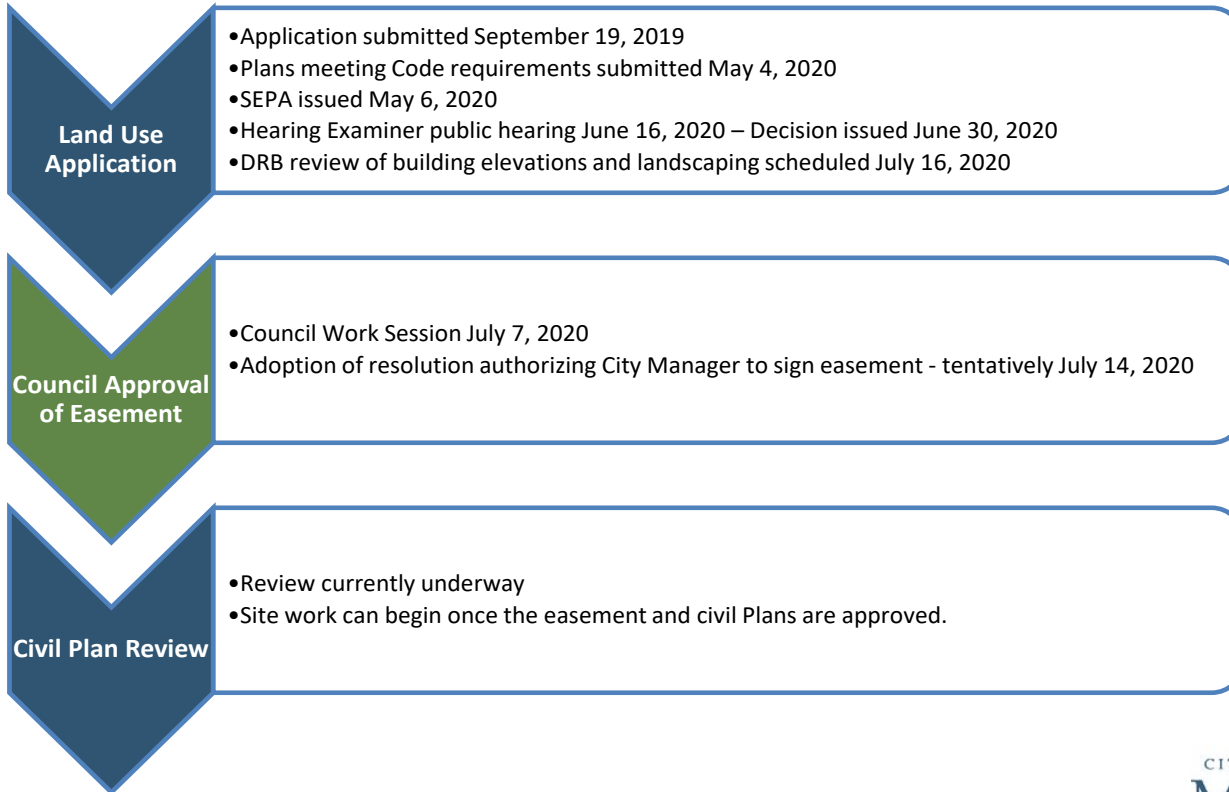 •Application submitted September 19, 2019
•Plans meeting Code requirements submitted May 4, 2020
•SEPA issued May 6, 2020
•Hearing Examiner public hearing June 16, 2020 – Decision issued June 30, 2020
•DRB review of building elevations and landscaping scheduled July 16, 2020
Land Use
Application
•Council Work Session July 7, 2020
•Adoption of resolution authorizing City Manager to sign easement - tentatively July 14, 2020
Council Approval
of Easement
•Review currently underway
•Site work can begin once the easement and civil Plans are approved.
Civil Plan Review